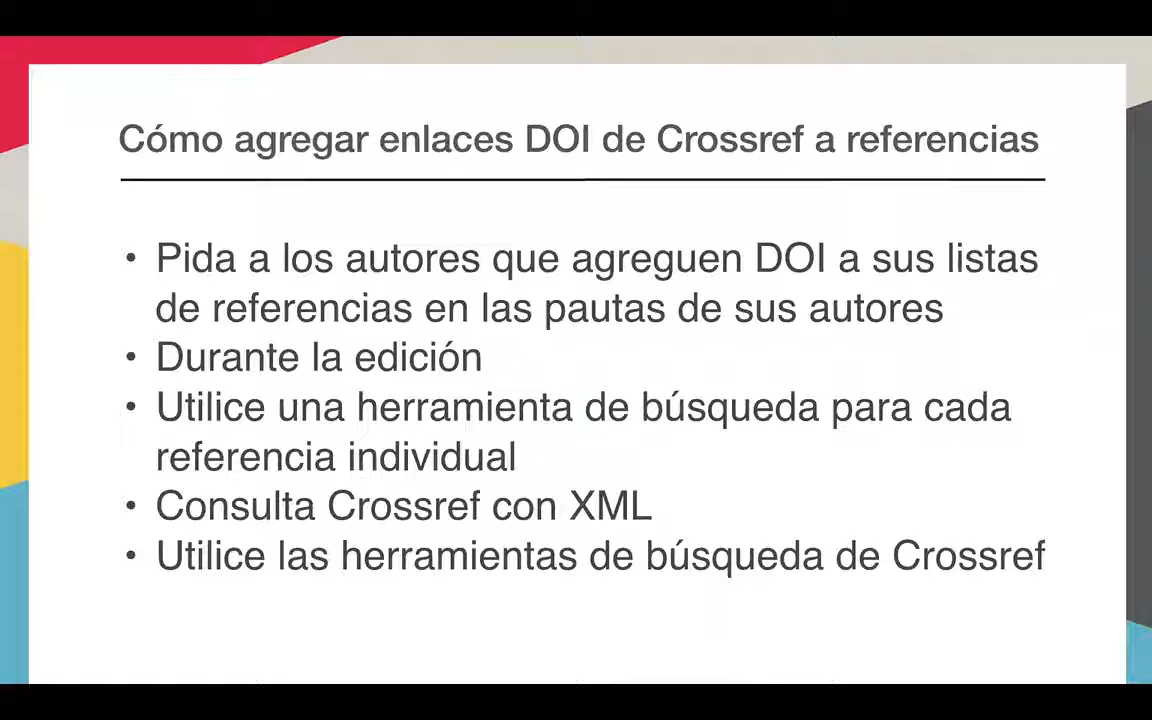 Cómo agregar enlaces DOI de Crossref a referencias
• Pida a los autores que agreguen DOI a sus listas
de referencias en las pautas de sus autores
• Durante la edición
• Utilice una herramienta de búsqueda para cada
referencia individual
• Consulta Crossref con XML
• Utilice las herramientas de búsqueda de Crossref